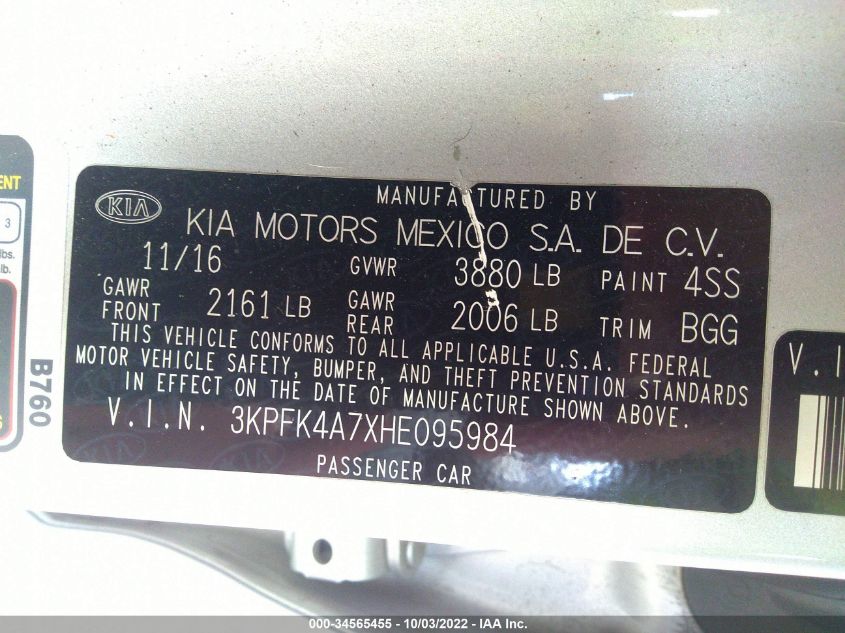 MANUFACTURED BY
KIA KIA MOTORS MEXICO S.A. DE C.V.
11/16 GVWR 3880 LB PAINT 4SS
GAWR FRONT 2161 LB GAWR REAR 2006 LB TRIM BGG
THIS VEHICLE CONFORMS TO ALL APPLICABLE U.S.A. FEDERAL
MOTOR VEHICLE SAFETY, BUMPER, AND THEFT PREVENTION STANDARDS
IN EFFECT ON THE DATE OF MANUFACTURE SHOWN ABOVE.
V.I.N. 3KPFK4A7XHE095984
PASSENGER CAR
B760
3
lbs.
lb.
V.I
000-34565455 - 10/03/2022 - IAA Inc.